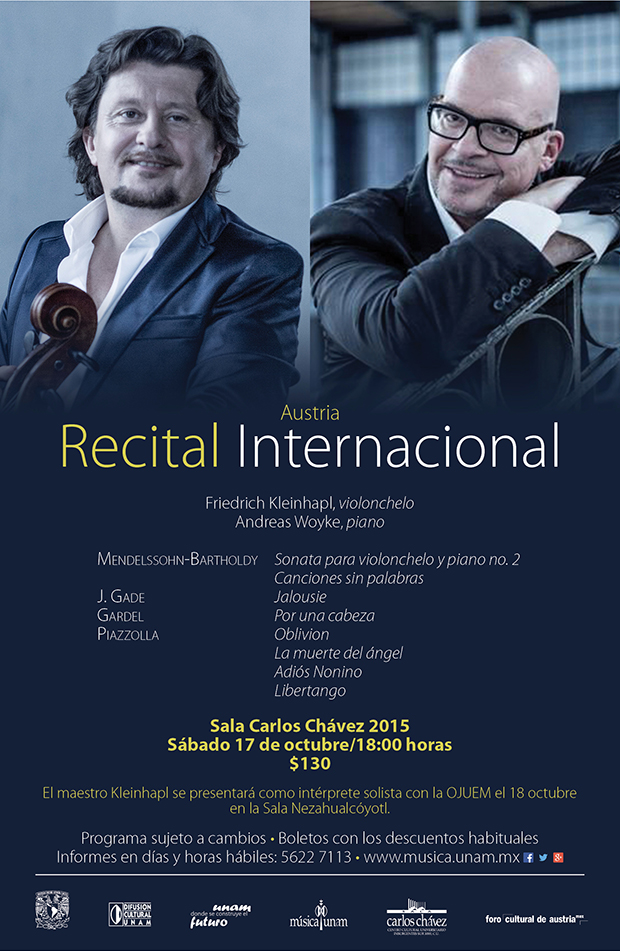 Austria
Recital Internacional
Friedrich Kleinhapl, violonchelo
Andreas Woyke, piano
Mendelssohn-Bartholdy Sonata para violonchelo y piano no. 2
Canciones sin palabras
J. Gade Jalousie
Gardel Por una cabeza
Piazzolla Oblivion
La muerte del ángel
Adiós Nonino
Libertango
Sala Carlos Chávez 2015
Sábado 17 de octubre/18:00 horas
$130
El maestro Kleinhapl se presentará como intérprete solista con la OJUEM el 18 octubre
en la Sala Nezahualcóyotl.
Programa sujeto a cambios • Boletos con los descuentos habituales
Informes en días y horas hábiles: 5622 7113 • www.musica.unam.mx
DIFUSIÓN
CULTURAL
UNAM
unam
donde se construye el
futuro
música unam
carlos chávez
foro cultural de austria mex